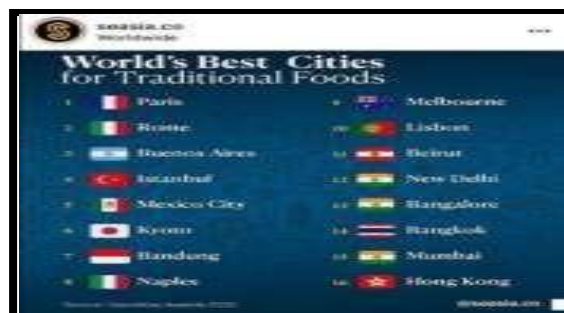 seasia.co
Worldwide
World's Best Cities
for Traditional Foods
1 Paris
2 Rome
3 Buenos Aires
4 Istanbul
5 Mexico City
6 Kyoto
7 Bandung
8 Naples
9 Melbourne
10 Lisbon
11 Beirut
12 New Delhi
13 Bangalore
14 Bangkok
15 Mumbai
16 Hong Kong
seasia.co